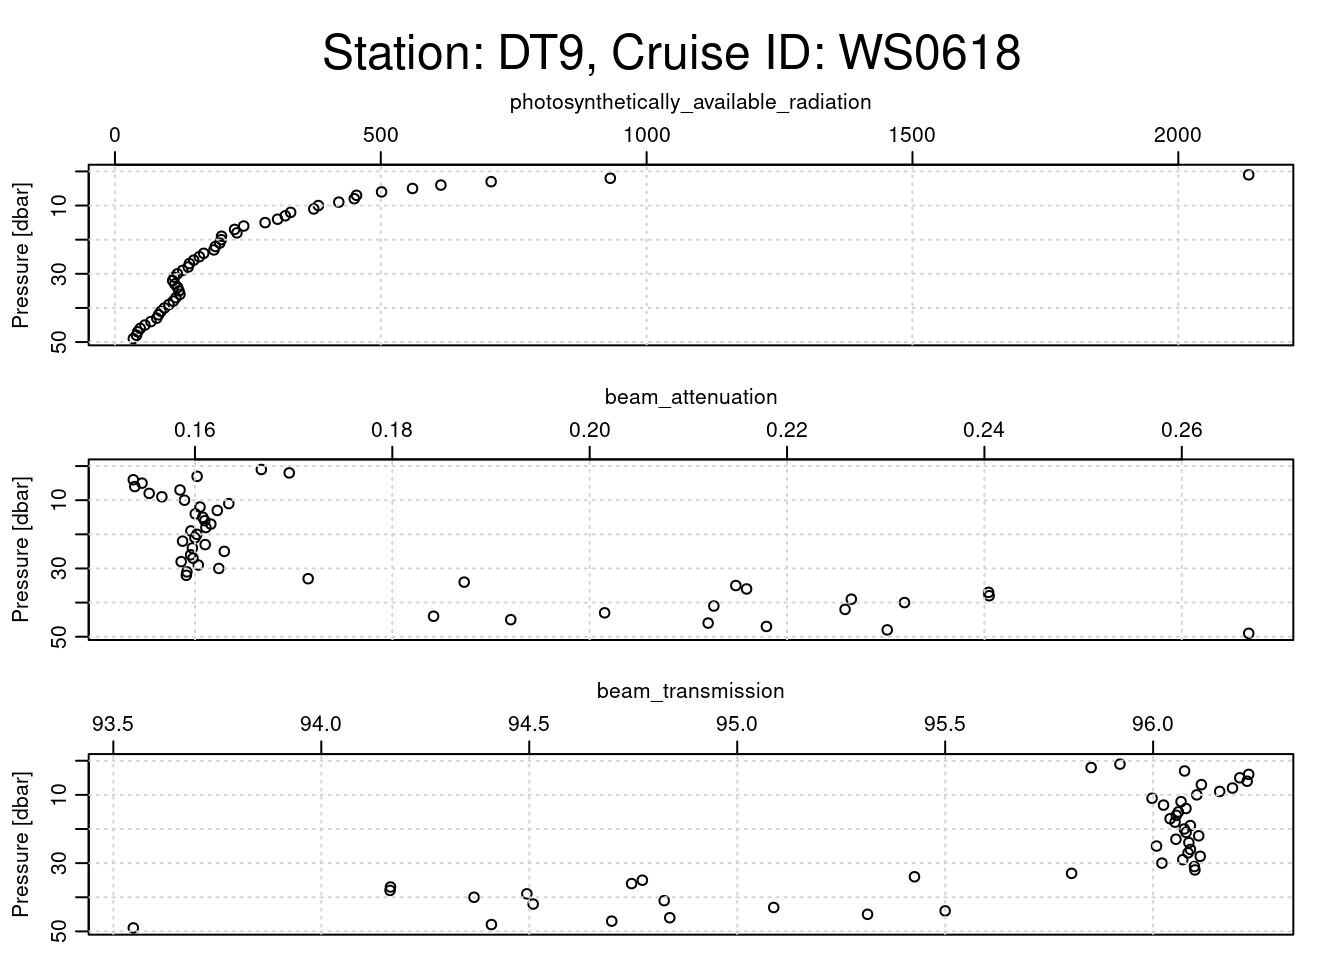 Station: DT9, Cruise ID: WS0618
photosynthetically_available_radiation
0 500 1000 1500 2000
Pressure [dbar]
10
30
50
beam_attenuation
0.16 0.18 0.20 0.22 0.24 0.26
Pressure [dbar]
10
30
50
beam_transmission
93.5 94.0 94.5 95.0 95.5 96.0
Pressure [dbar]
10
30
50